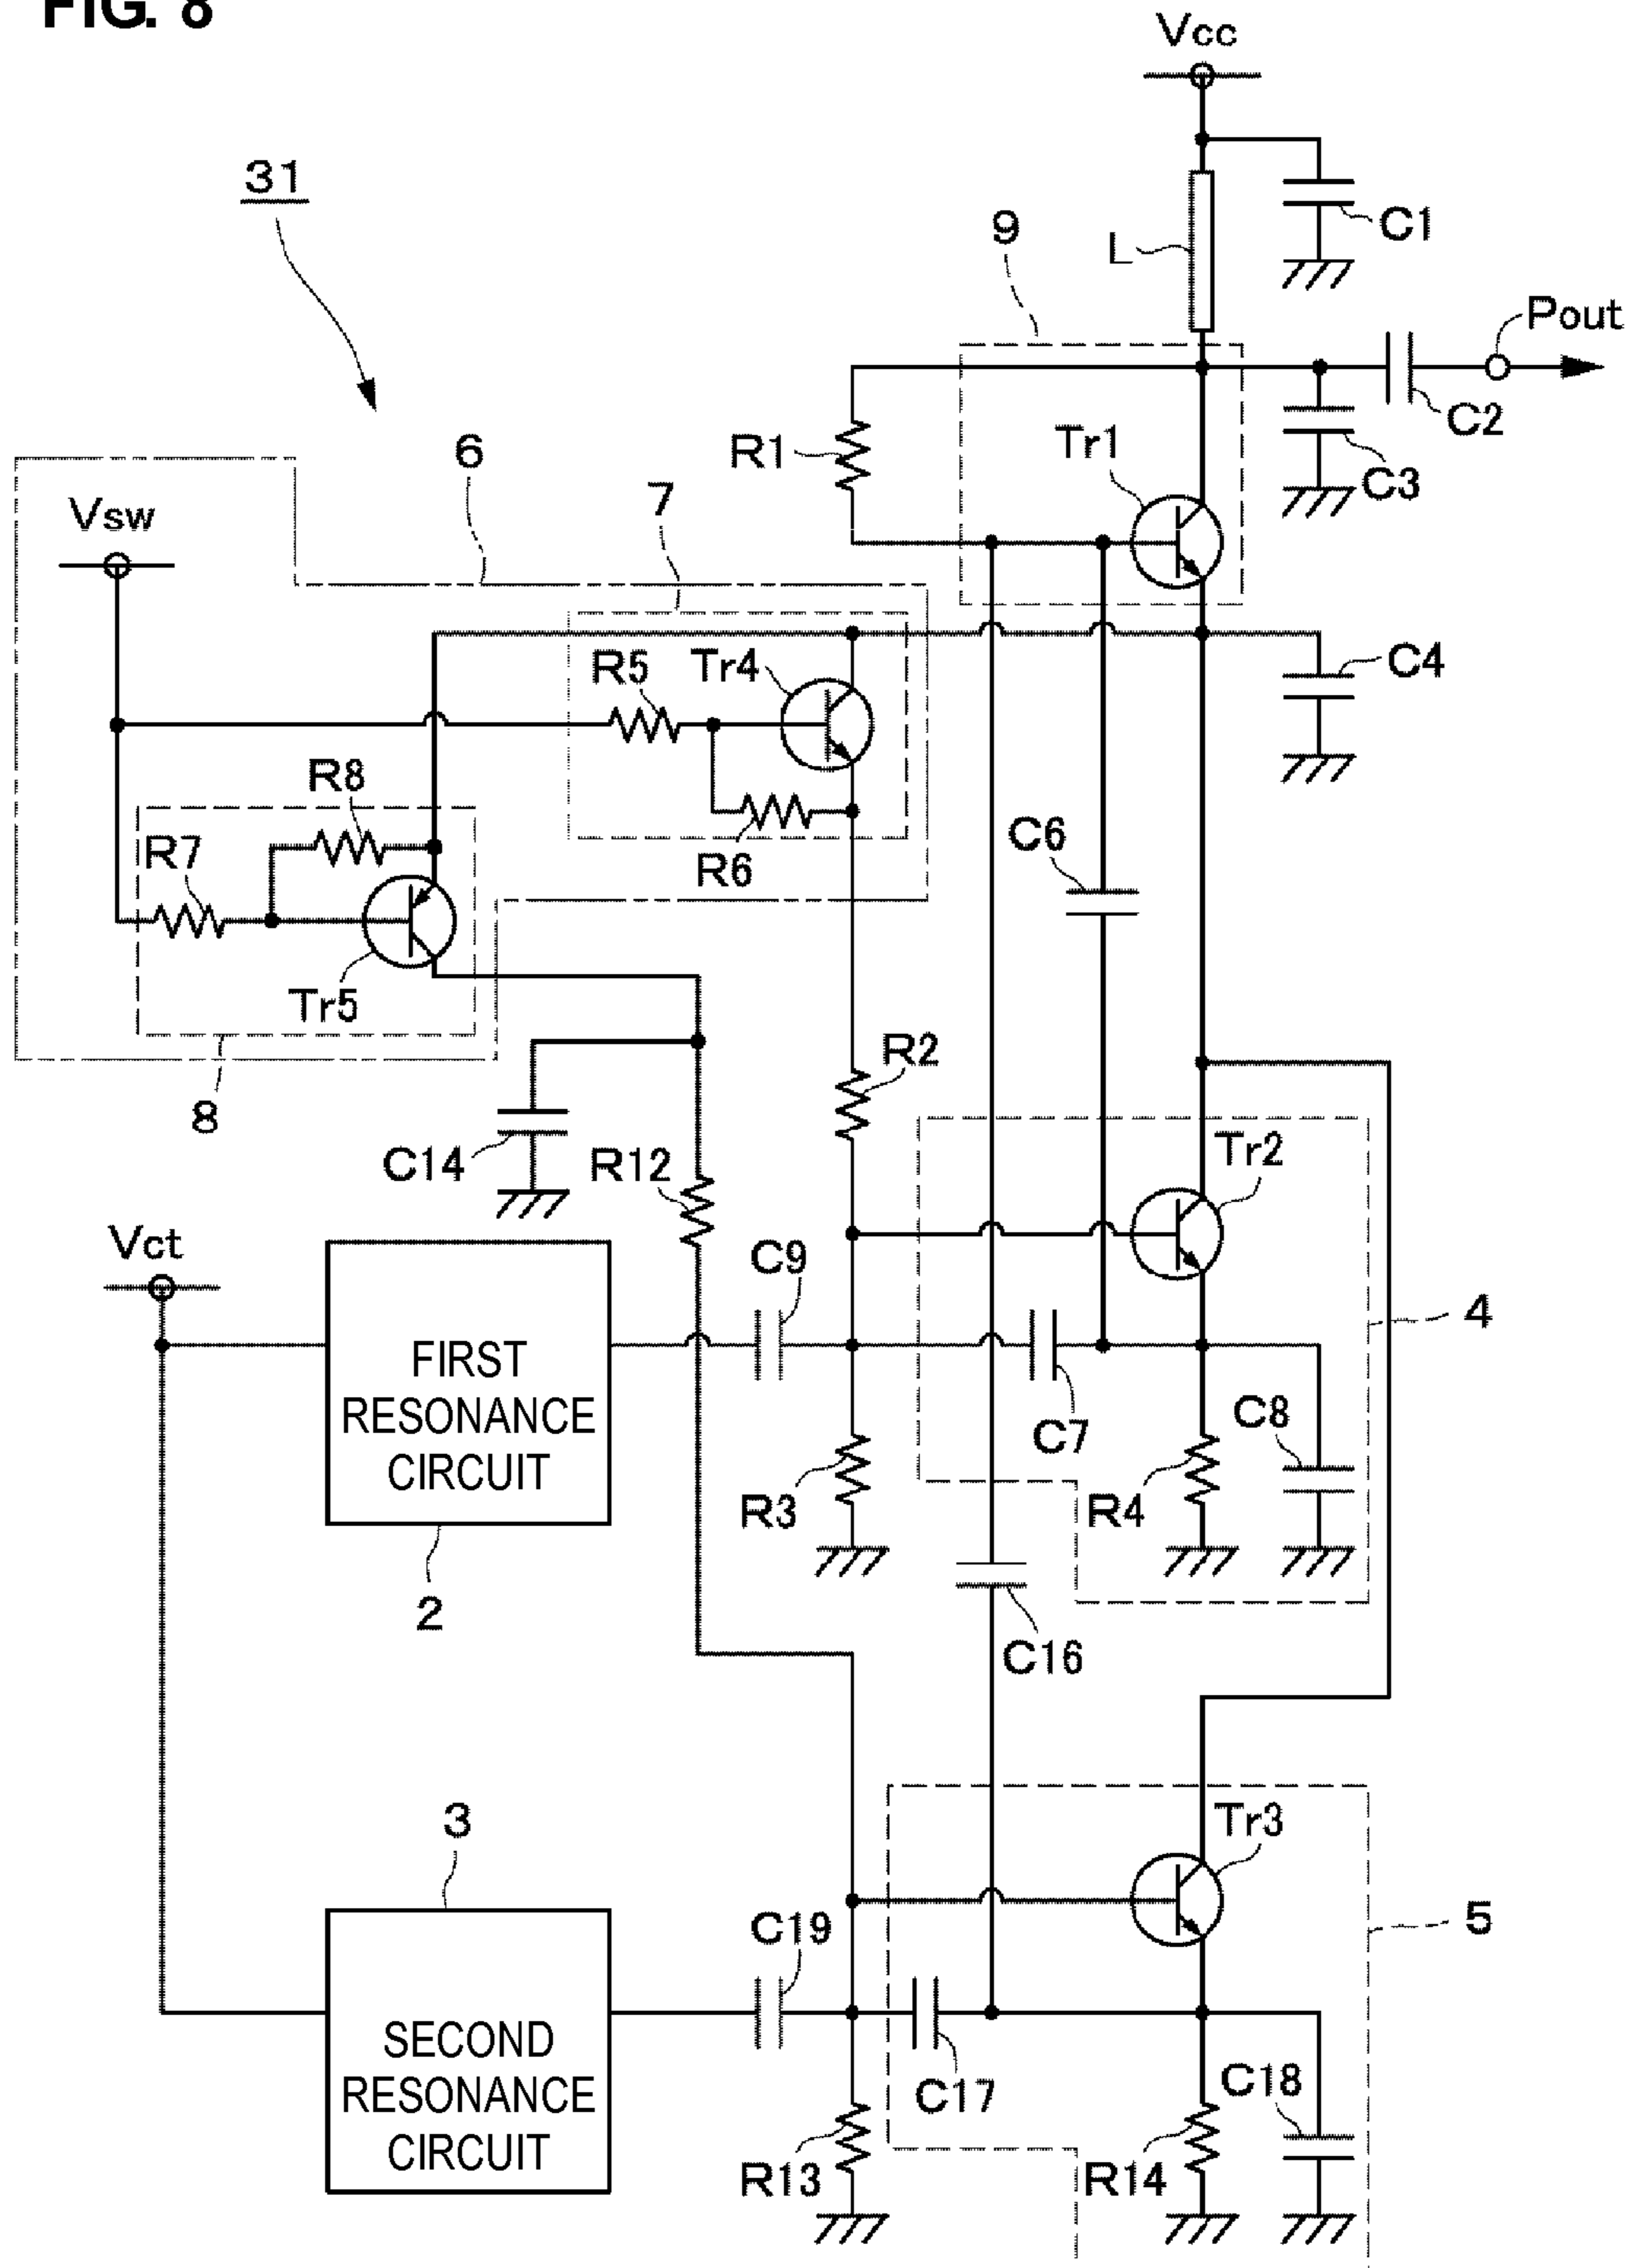 FIG. 8
Vcc
31
C1
9
L
Pout
C2
R1
Tr1
C3
6
7
Vsw
R5
Tr4
C4
R8
R7
R6
C6
Tr5
R2
8
C14
R12
Tr2
Vct
C9
4
FIRST
RESONANCE
CIRCUIT
C7
C8
R3
R4
2
C16
3
Tr3
5
C19
SECOND
RESONANCE
CIRCUIT
C17
C18
R13
R14